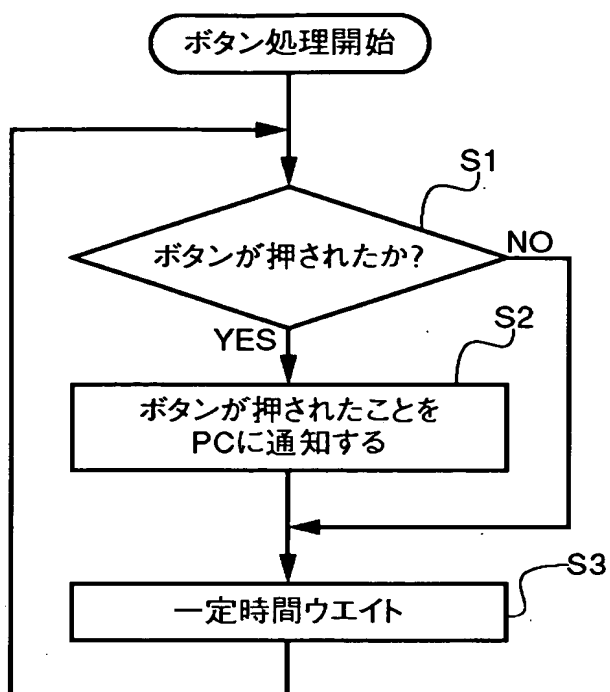 ボタン処理開始
S1
ボタンが押されたか?
NO
YES
S2
ボタンが押されたことを
PCに通知する
S3
一定時間ウエイト